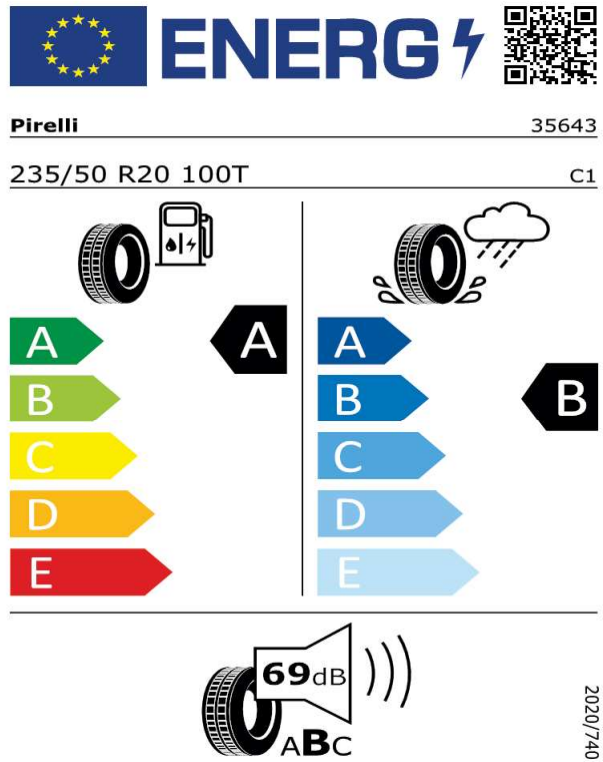 ENERG
Pirelli 35643
235/50 R20 100T C1
A A A
B B B
C C
D D
E E
69dB
ABC
2020/740